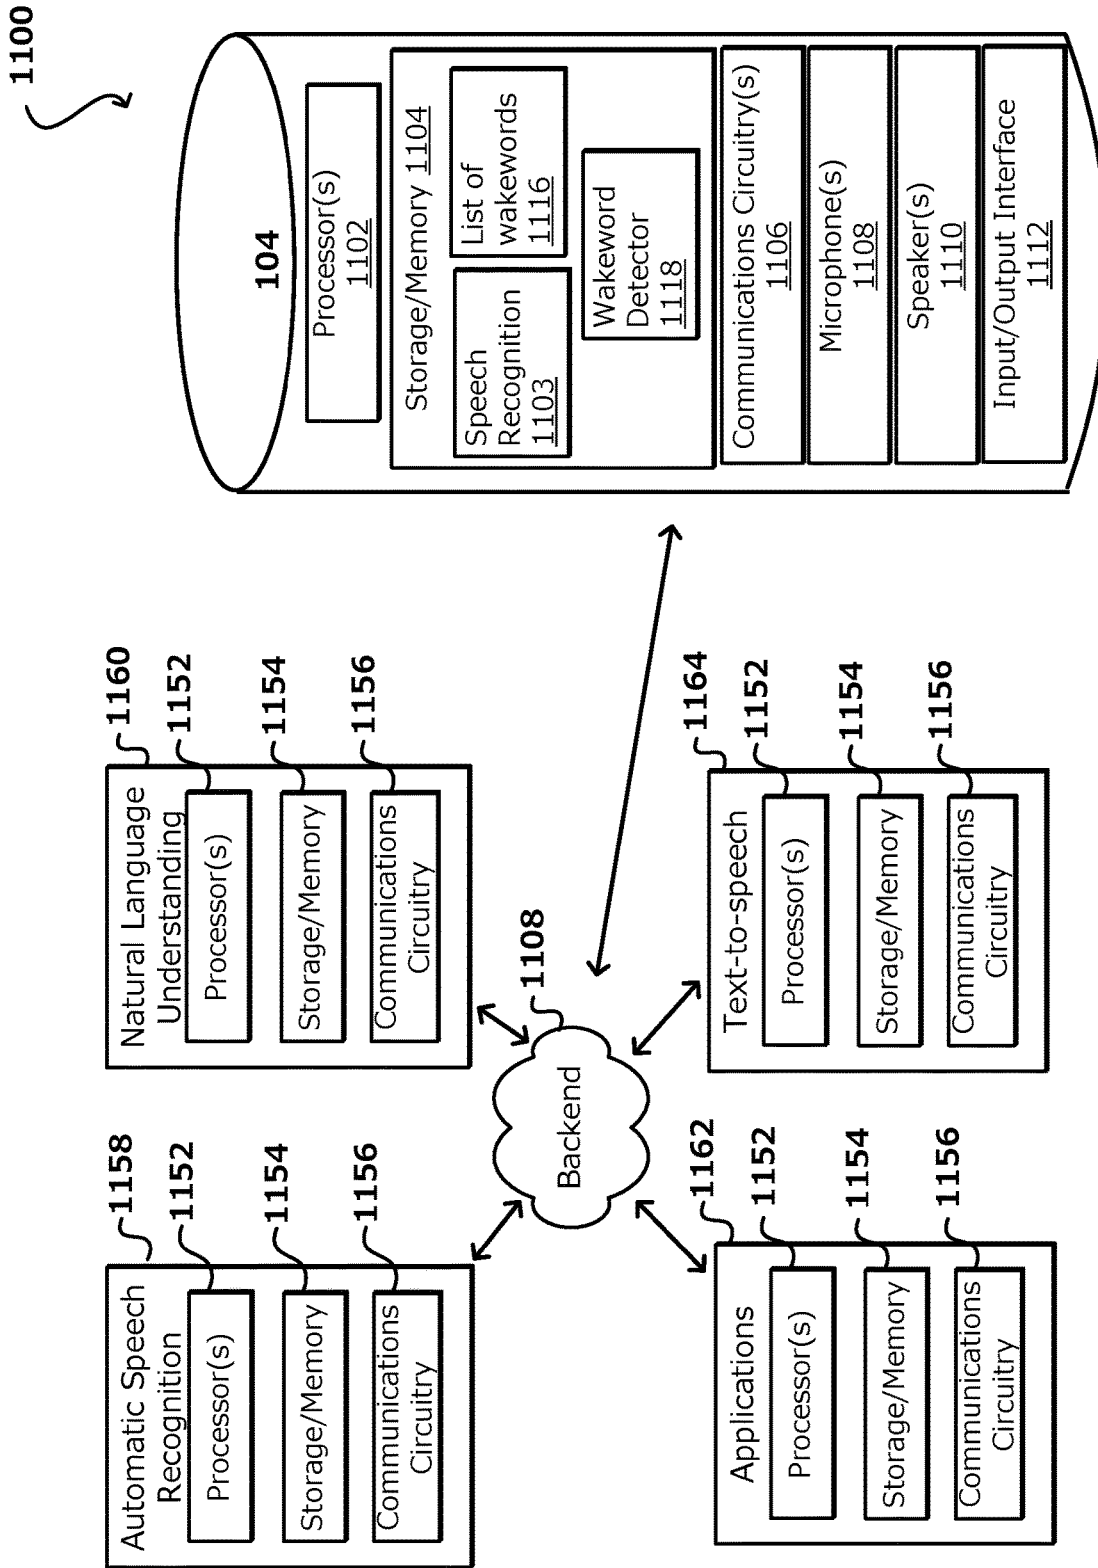 1100
Automatic Speech
Recognition
1158
Processor(s)
1152
Storage/Memory
1154
Communications
Circuitry
1156
Natural Language
Understanding
1160
Processor(s)
1152
Storage/Memory
1154
Communications
Circuitry
1156
Backend
1108
Applications
1162
Processor(s)
1152
Storage/Memory
1154
Communications
Circuitry
1156
Text-to-speech
1164
Processor(s)
1152
Storage/Memory
1154
Communications
Circuitry
1156
104
Processor(s)
1102
Storage/Memory 1104
Speech
Recognition
1103
List of
wakewords
1116
Wakeword
Detector
1118
Communications Circuitry(s)
1106
Microphone(s)
1108
Speaker(s)
1110
Input/Output Interface
1112